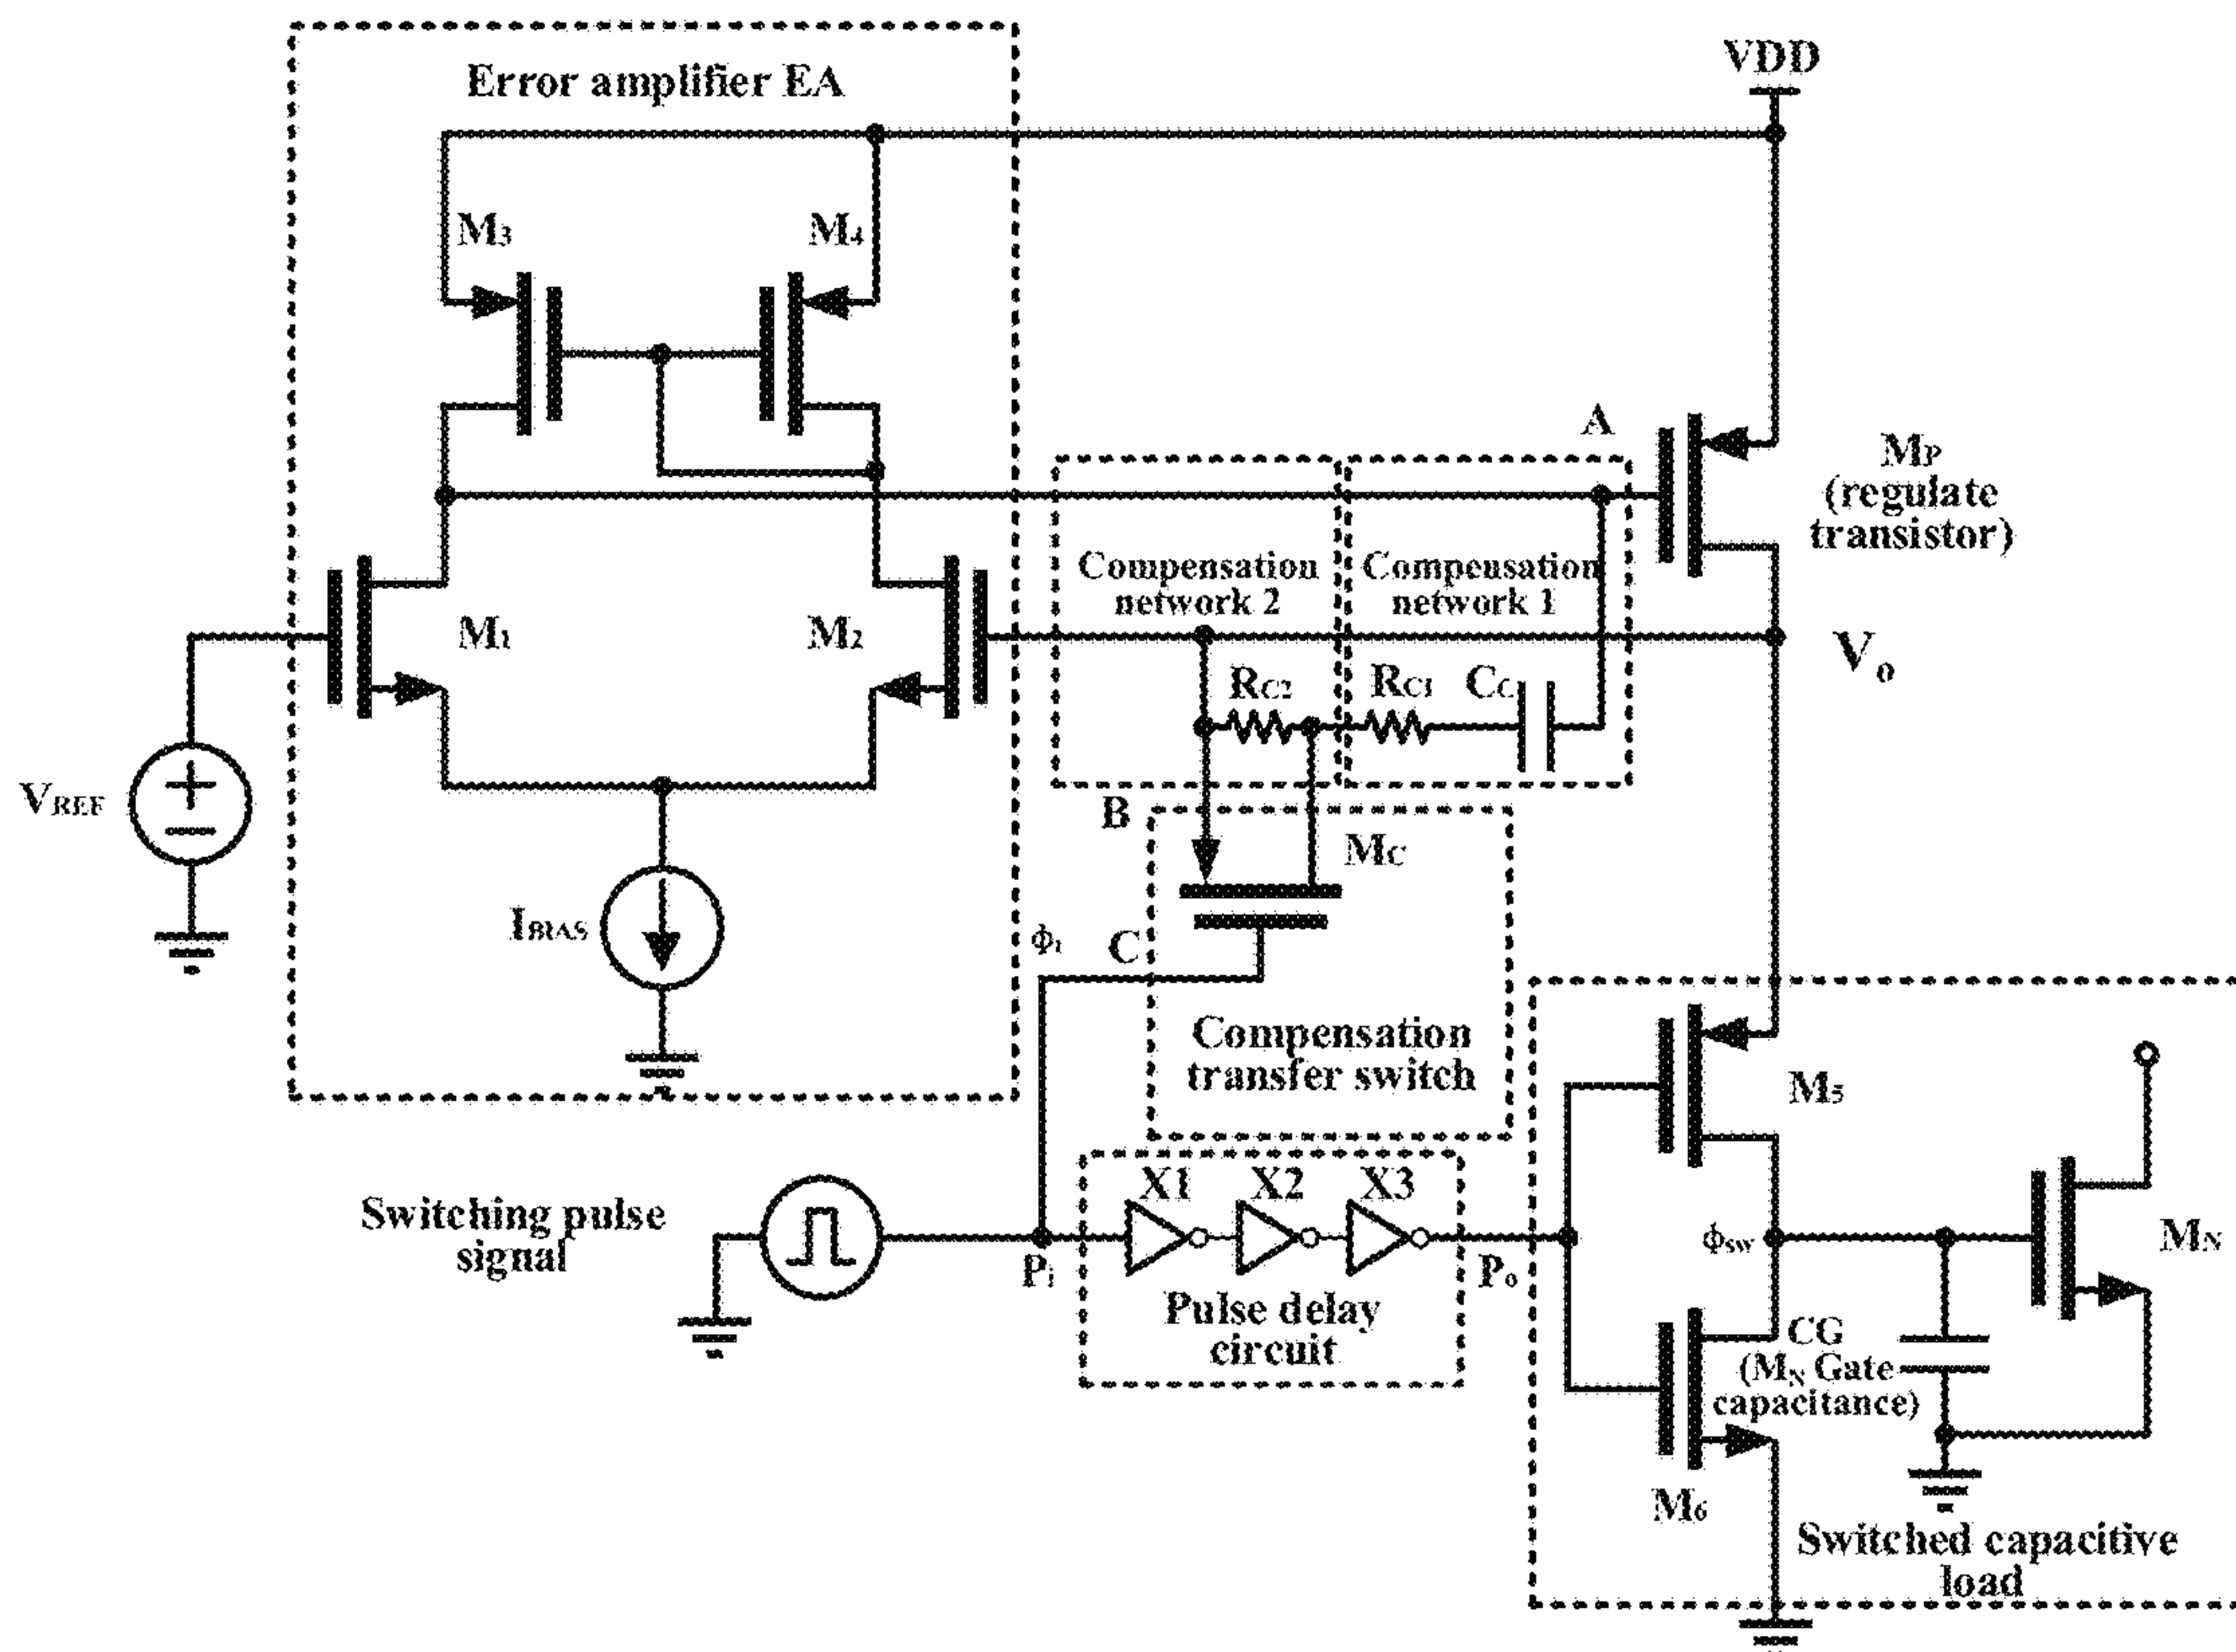 Error amplifier EA
VDD
M3
M4
A
MP
(regulate
transistor)
Compensation
network 2
Compensation
network 1
M1
M2
Vo
RC2
RC1
CC
VREF
+
B
MC
IBIAS
ϕ1
C
Compensation
transfer switch
M5
X1
X2
X3
Switching pulse
signal
Pi
Po
Pulse delay
circuit
ϕsw
MN
CG
(MN Gate
capacitance)
M6
Switched capacitive
load